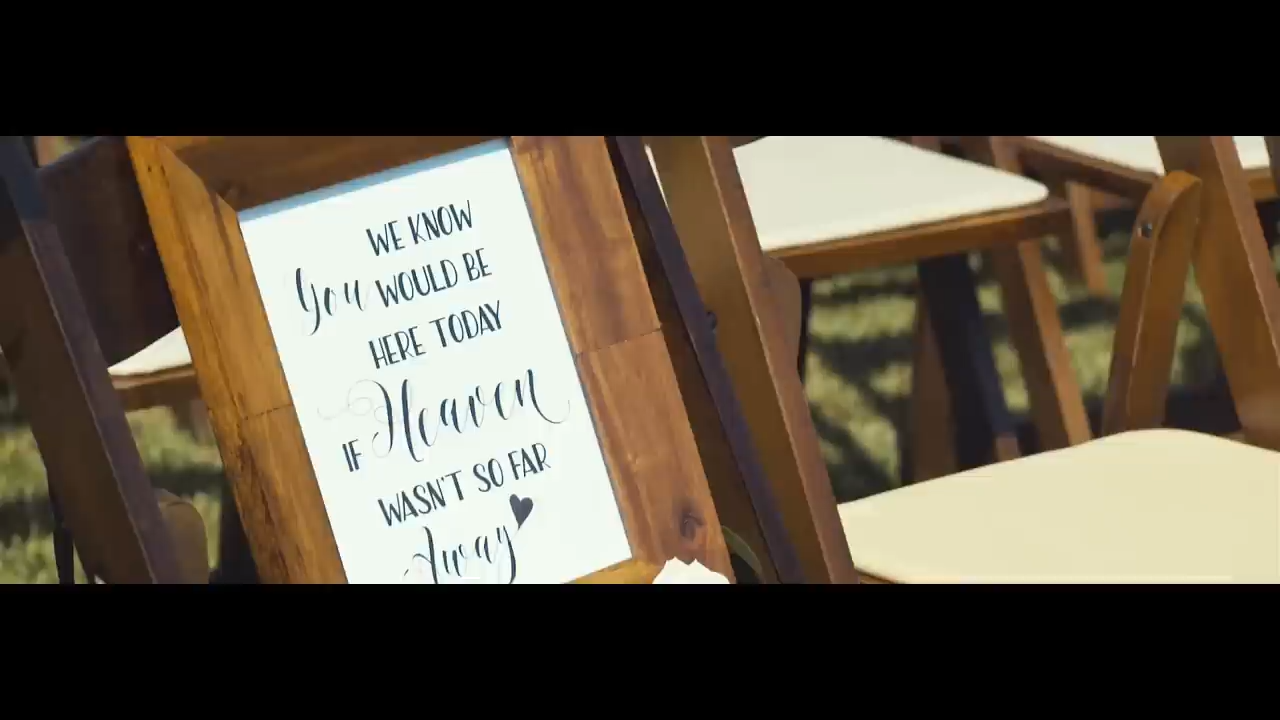 WE KNOW
You WOULD BE
HERE TODAY
IF Heaven
WASN'T SO FAR
Away